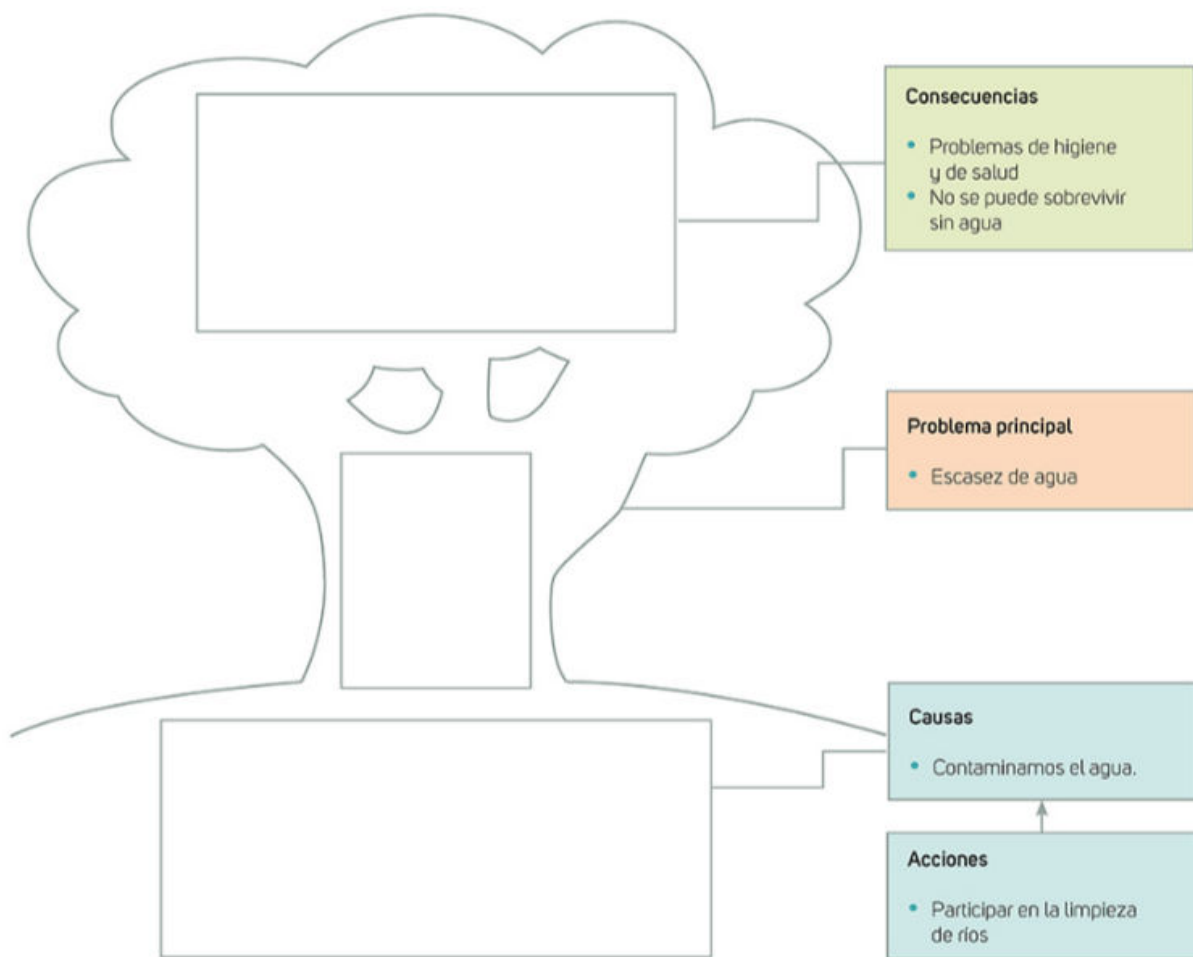 Consecuencias
• Problemas de higiene
y de salud
• No se puede sobrevivir
sin agua
Problema principal
• Escasez de agua
Causas
• Contaminamos el agua.
Acciones
• Participar en la limpieza
de ríos